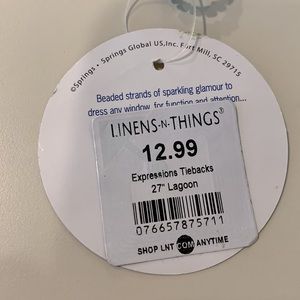 ©Springs • Springs Global US,Inc. Fort Mill, SC 29715
Beaded strands of sparkling glamour to
dress any window, for function and attention...
LINENS-N-THINGS®
12.99
Expressions Tiebacks
27" Lagoon
076657875711
SHOP LNT.COM ANYTIME